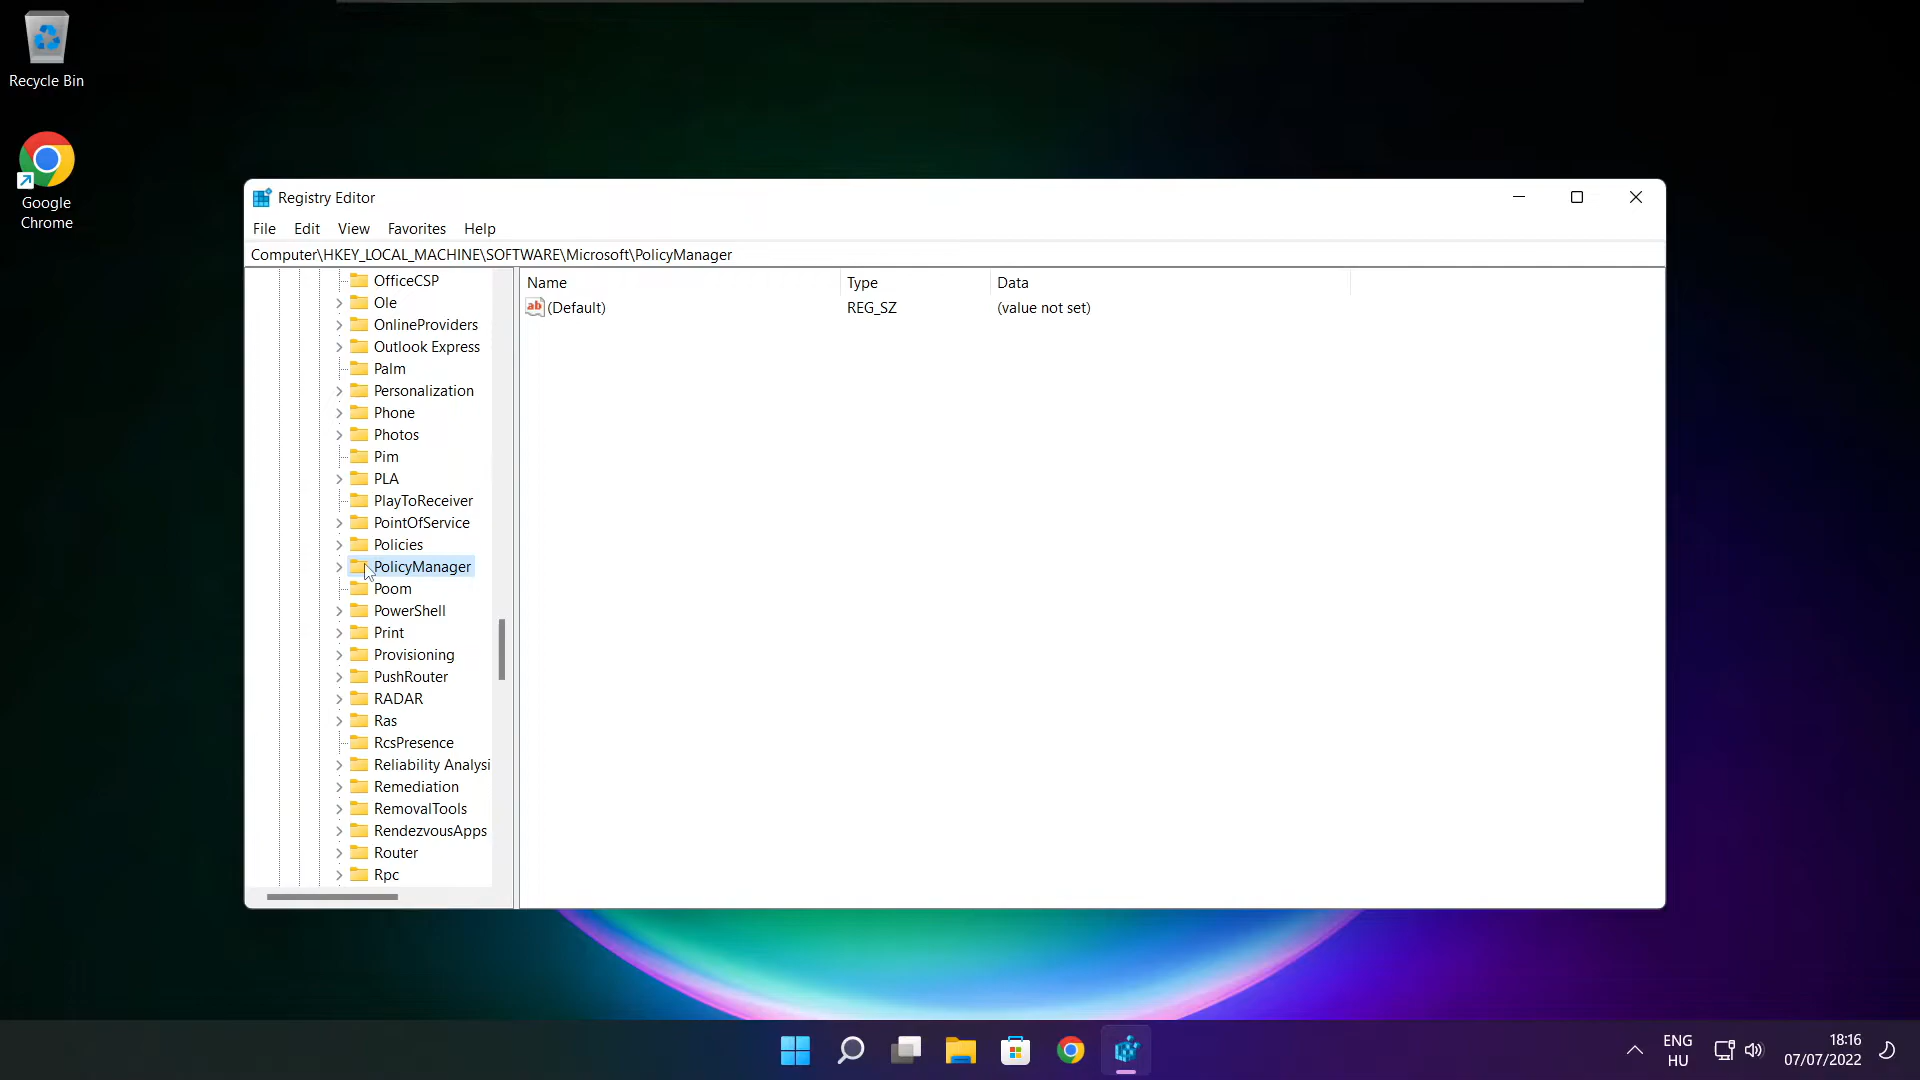 Recycle Bin
Google
Chrome
Registry Editor
File Edit View Favorites Help
Computer\HKEY_LOCAL_MACHINE\SOFTWARE\Microsoft\PolicyManager
OfficeCSP
Ole
OnlineProviders
Outlook Express
Palm
Personalization
Phone
Photos
Pim
PLA
PlayToReceiver
PointOfService
Policies
PolicyManager
Poom
PowerShell
Print
Provisioning
PushRouter
RADAR
Ras
RcsPresence
Reliability Analysi
Remediation
RemovalTools
RendezvousApps
Router
Rpc
Name Type Data
ab (Default) REG_SZ (value not set)
ENG
HU
18:16
07/07/2022